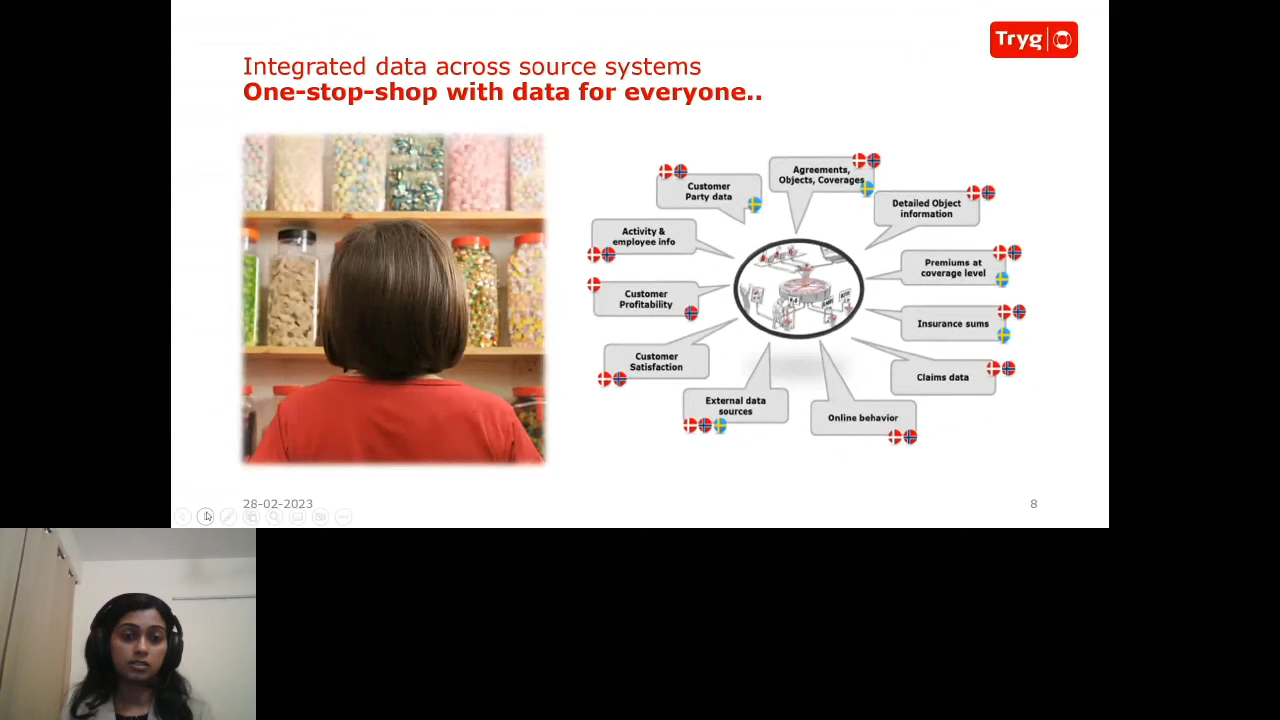 Tryg
Integrated data across source systems
One-stop-shop with data for everyone..
Agreements,
Objects, Coverages
Customer
Party data
Detailed Object
information
Activity &
employee info
Premiums at
coverage level
Customer
Profitability
Insurance sums
Customer
Satisfaction
Claims data
External data
sources
Online behavior
28-02-2023
8